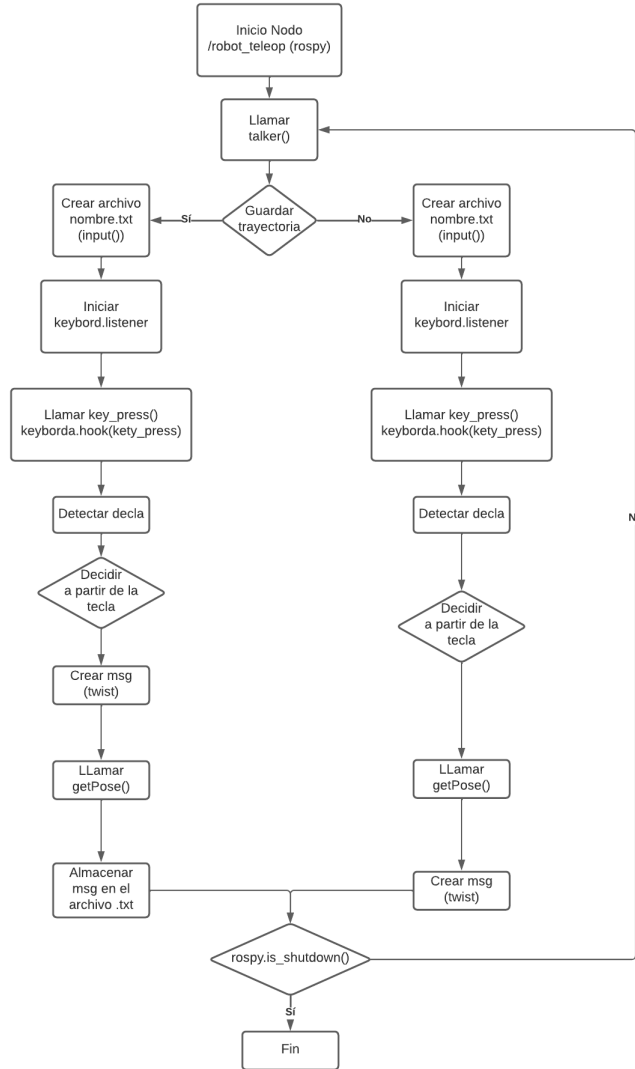 Inicio Nodo
/robot_teleop (rospy)
Llamar
talker()
Guardar
trayectoria
Sí
No
Crear archivo
nombre.txt
(input())
Crear archivo
nombre.txt
(input())
Iniciar
keybord.listener
Iniciar
keybord.listener
Llamar key_press()
keyborda.hook(kety_press)
Llamar key_press()
keyborda.hook(kety_press)
Detectar decla
Detectar decla
N
Decidir
a partir de la
tecla
Decidir
a partir de la
tecla
Crear msg
(twist)
LLamar
getPose()
LLamar
getPose()
Almacenar
msg en el
archivo .txt
Crear msg
(twist)
rospy.is_shutdown()
Sí
Fin